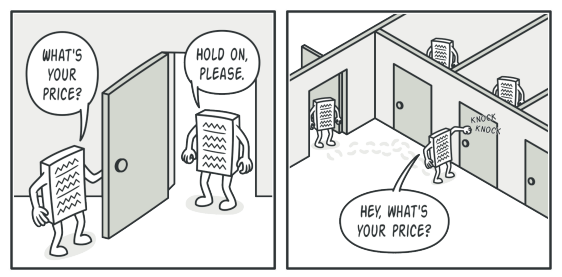 WHAT'S
YOUR
PRICE?
HOLD ON,
PLEASE.
KNOCK
KNOCK
HEY, WHAT'S
YOUR PRICE?